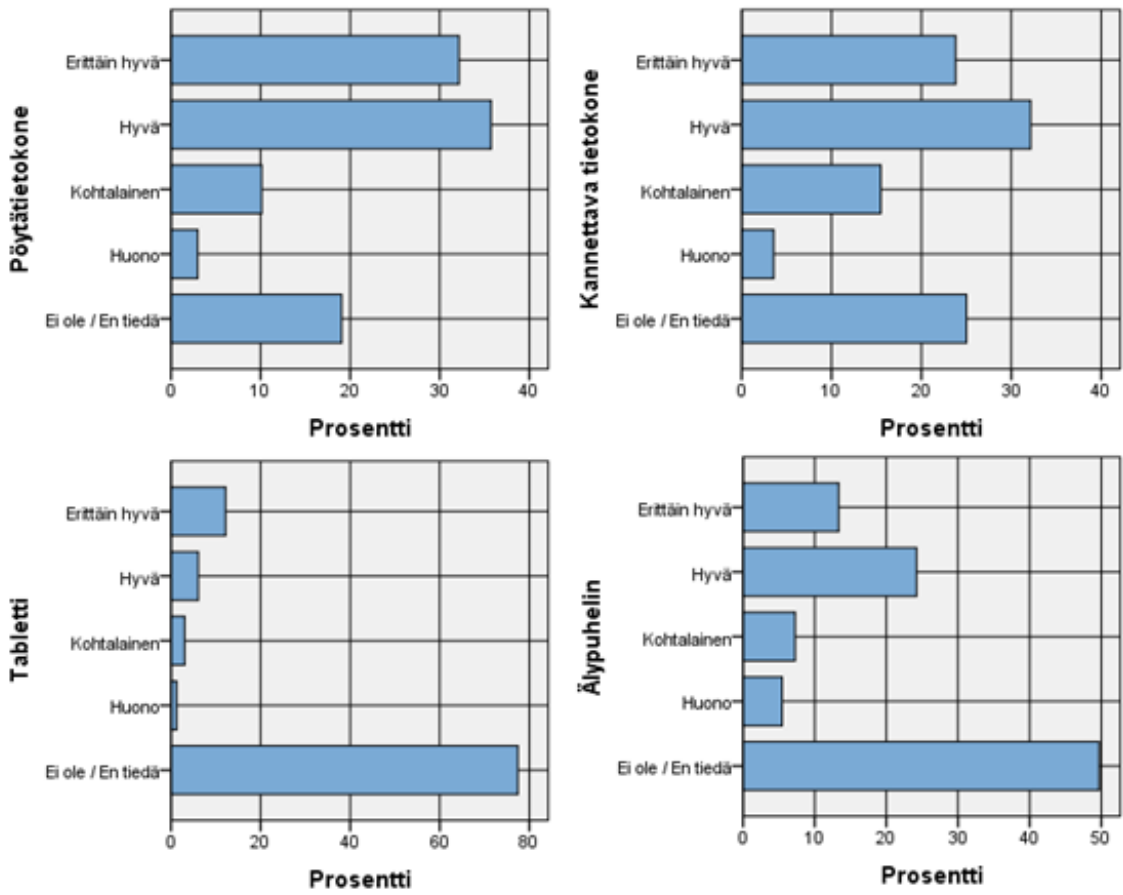 Pöytätietokone
Erittäin hyvä
Hyvä
Kohtalainen
Huono
Ei ole / En tiedä
0 10 20 30 40
Prosentti
Kannettava tietokone
Erittäin hyvä
Hyvä
Kohtalainen
Huono
Ei ole / En tiedä
0 10 20 30 40
Prosentti
Tabletti
Erittäin hyvä
Hyvä
Kohtalainen
Huono
Ei ole / En tiedä
0 20 40 60 80
Prosentti
Älypuhelin
Erittäin hyvä
Hyvä
Kohtalainen
Huono
Ei ole / En tiedä
0 10 20 30 40 50
Prosentti